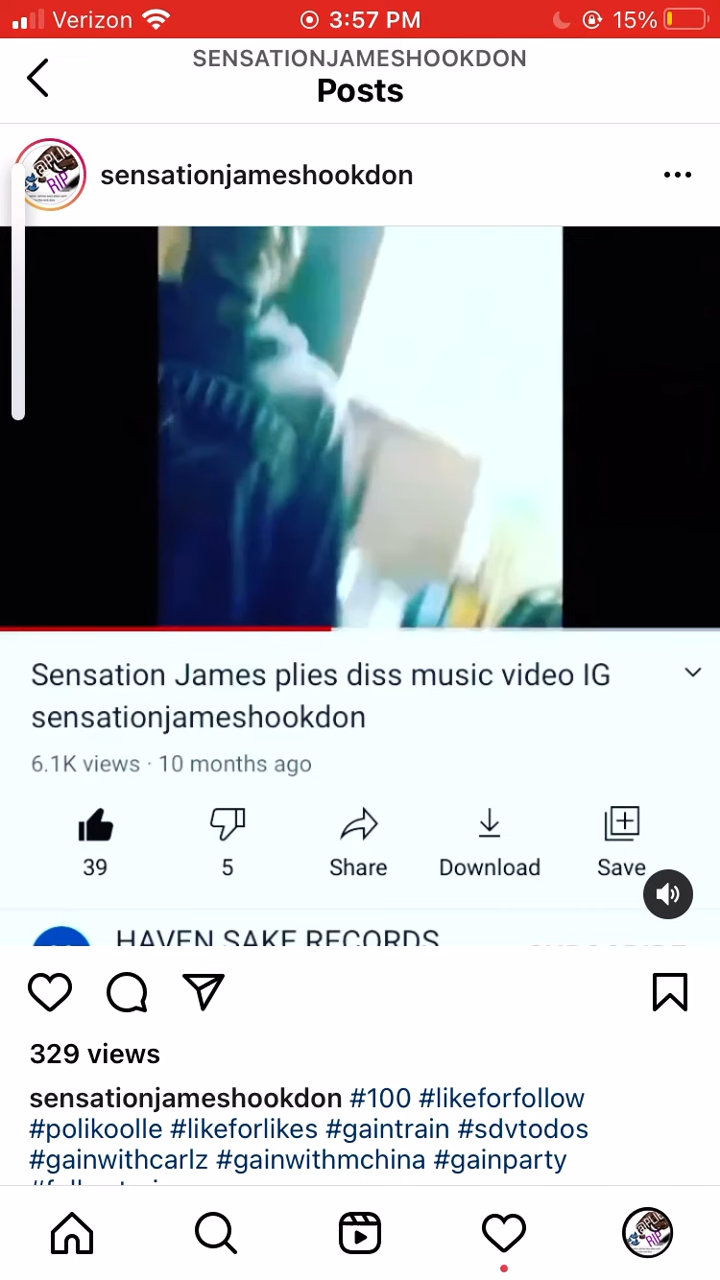 Verizon 3:57 PM 15%
SENSATIONJAMESHOOKDON
Posts
sensationjameshookdon
Sensation James plies diss music video IG
sensationjameshookdon
6.1K views · 10 months ago
39 5 Share Download Save
HAVEN SAKE RECORDS
329 views
sensationjameshookdon #100 #likeforfollow
#polikoolle #likeforlikes #gaintrain #sdvtodos
#gainwithcarlz #gainwithmchina #gainparty